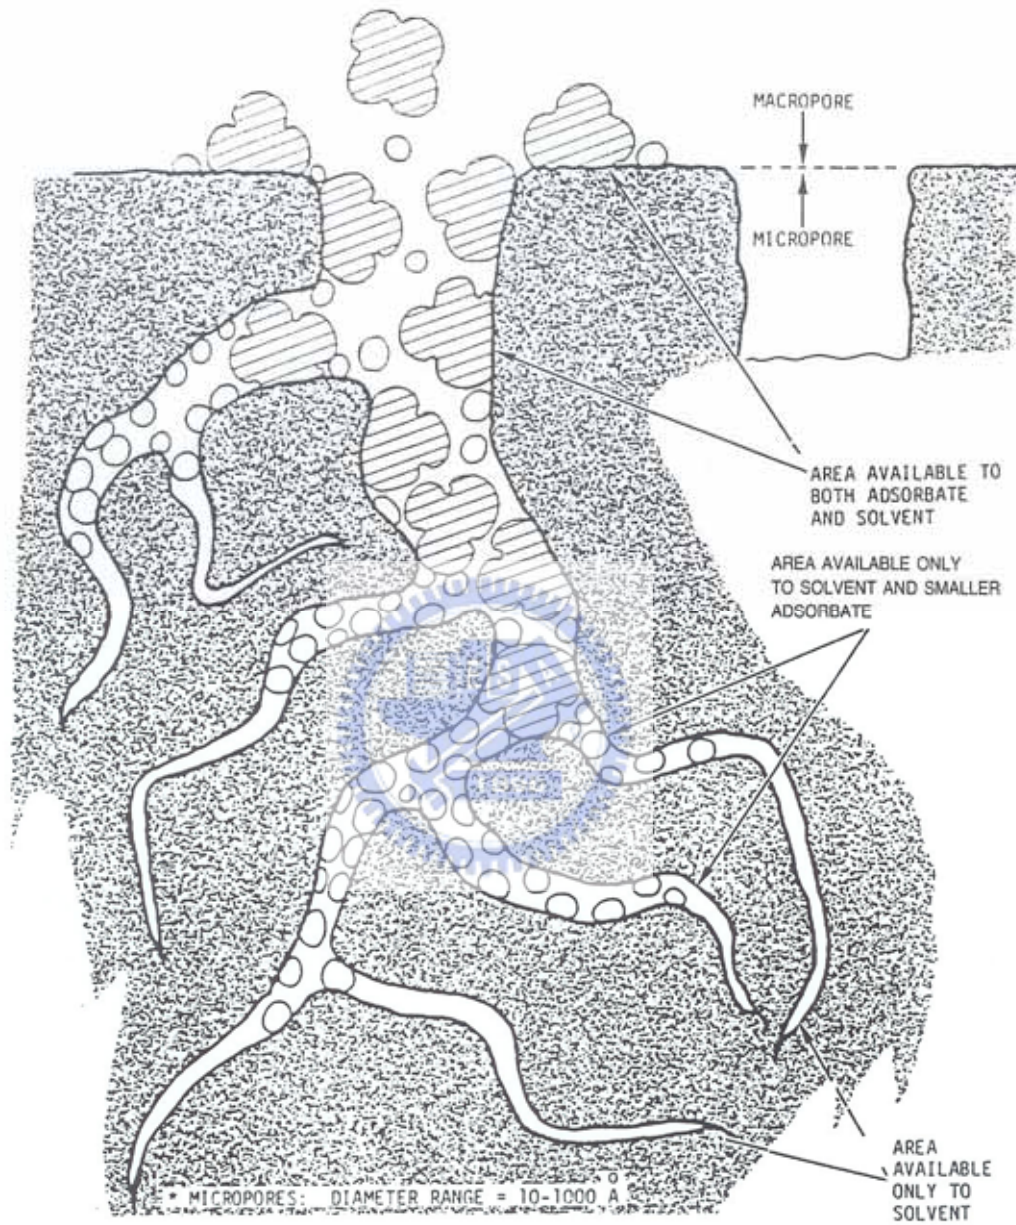 MACROPORE
MICROPORE
AREA AVAILABLE TO
BOTH ADSORBATE
AND SOLVENT
AREA AVAILABLE ONLY
TO SOLVENT AND SMALLER
ADSORBATE
AREA
AVAILABLE
ONLY TO
SOLVENT
* MICROPORES: DIAMETER RANGE = 10-1000 Å